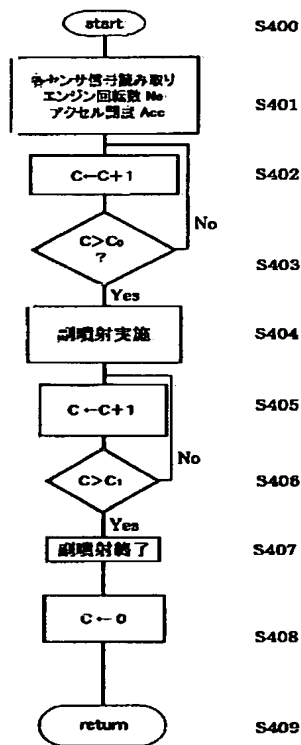 start S400
各センサ信号読み取り
エンジン回転数 Ne
アクセル開度 Acc
S401
C←C+1 S402
No
C>C₀
?
S403
Yes
副噴射実施 S404
C←C+1 S405
No
C>C₁ S406
Yes
副噴射終了 S407
C←0 S408
return S409